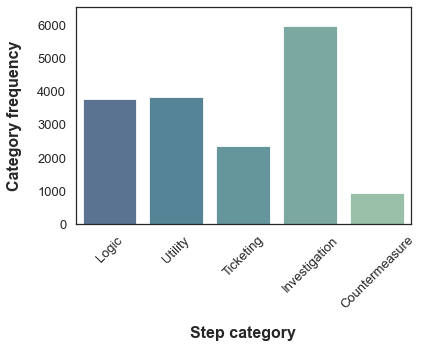 Category frequency
6000
5000
4000
3000
2000
1000
0
Logic
Utility
Ticketing
Investigation
Countermeasure
Step category